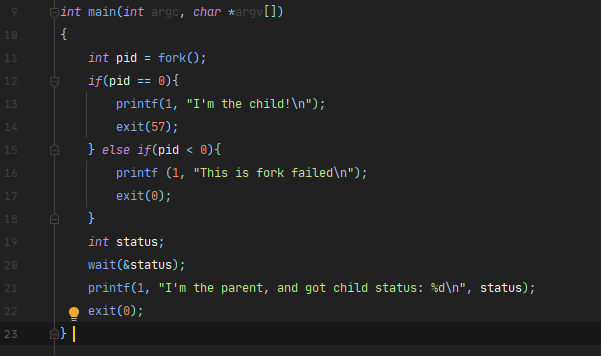 9 int main(int argc, char *argv[])
10 {
11 int pid = fork();
12 if(pid == 0){
13 printf(1, "I'm the child!\n");
14 exit(57);
15 } else if(pid < 0){
16 printf (1, "This is fork failed\n");
17 exit(0);
18 }
19 int status;
20 wait(&status);
21 printf(1, "I'm the parent, and got child status: %d\n", status);
22 exit(0);
23 }